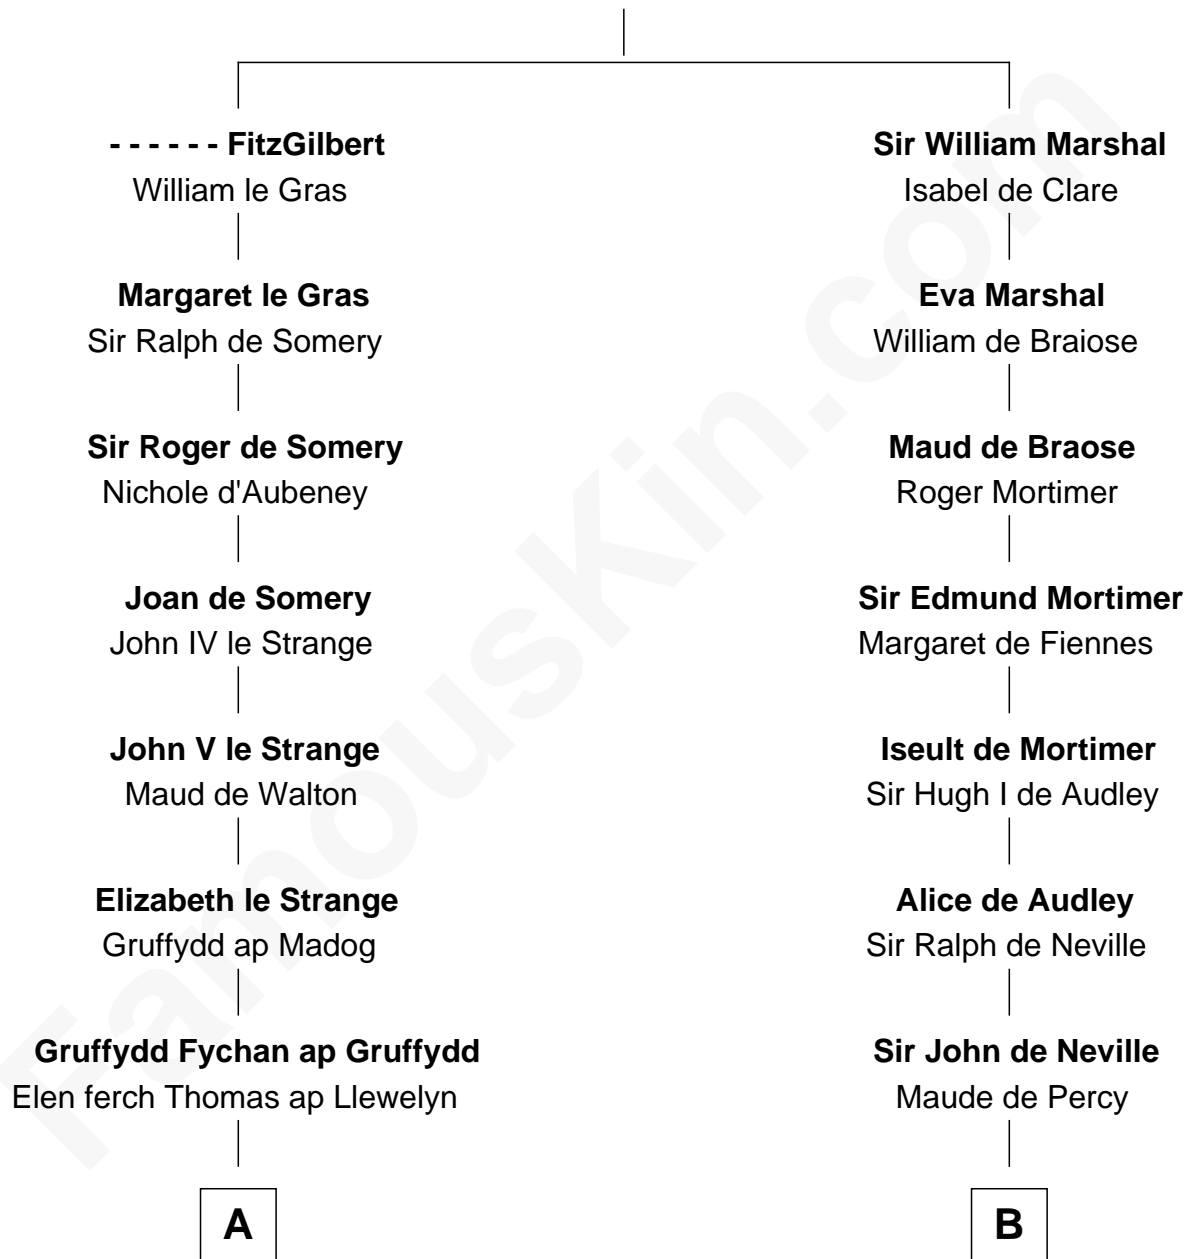 - - - - - - FitzGilbert
William le Gras
Margaret le Gras
Sir Ralph de Somery
Sir Roger de Somery
Nichole d'Aubeney
Joan de Somery
John IV le Strange
John V le Strange
Maud de Walton
Elizabeth le Strange
Gruffydd ap Madog
Gruffydd Fychan ap Gruffydd
Elen ferch Thomas ap Llewelyn
A
Sir William Marshal
Isabel de Clare
Eva Marshal
William de Braiose
Maud de Braose
Roger Mortimer
Sir Edmund Mortimer
Margaret de Fiennes
Iseult de Mortimer
Sir Hugh I de Audley
Alice de Audley
Sir Ralph de Neville
Sir John de Neville
Maude de Percy
B
FamousKin.com